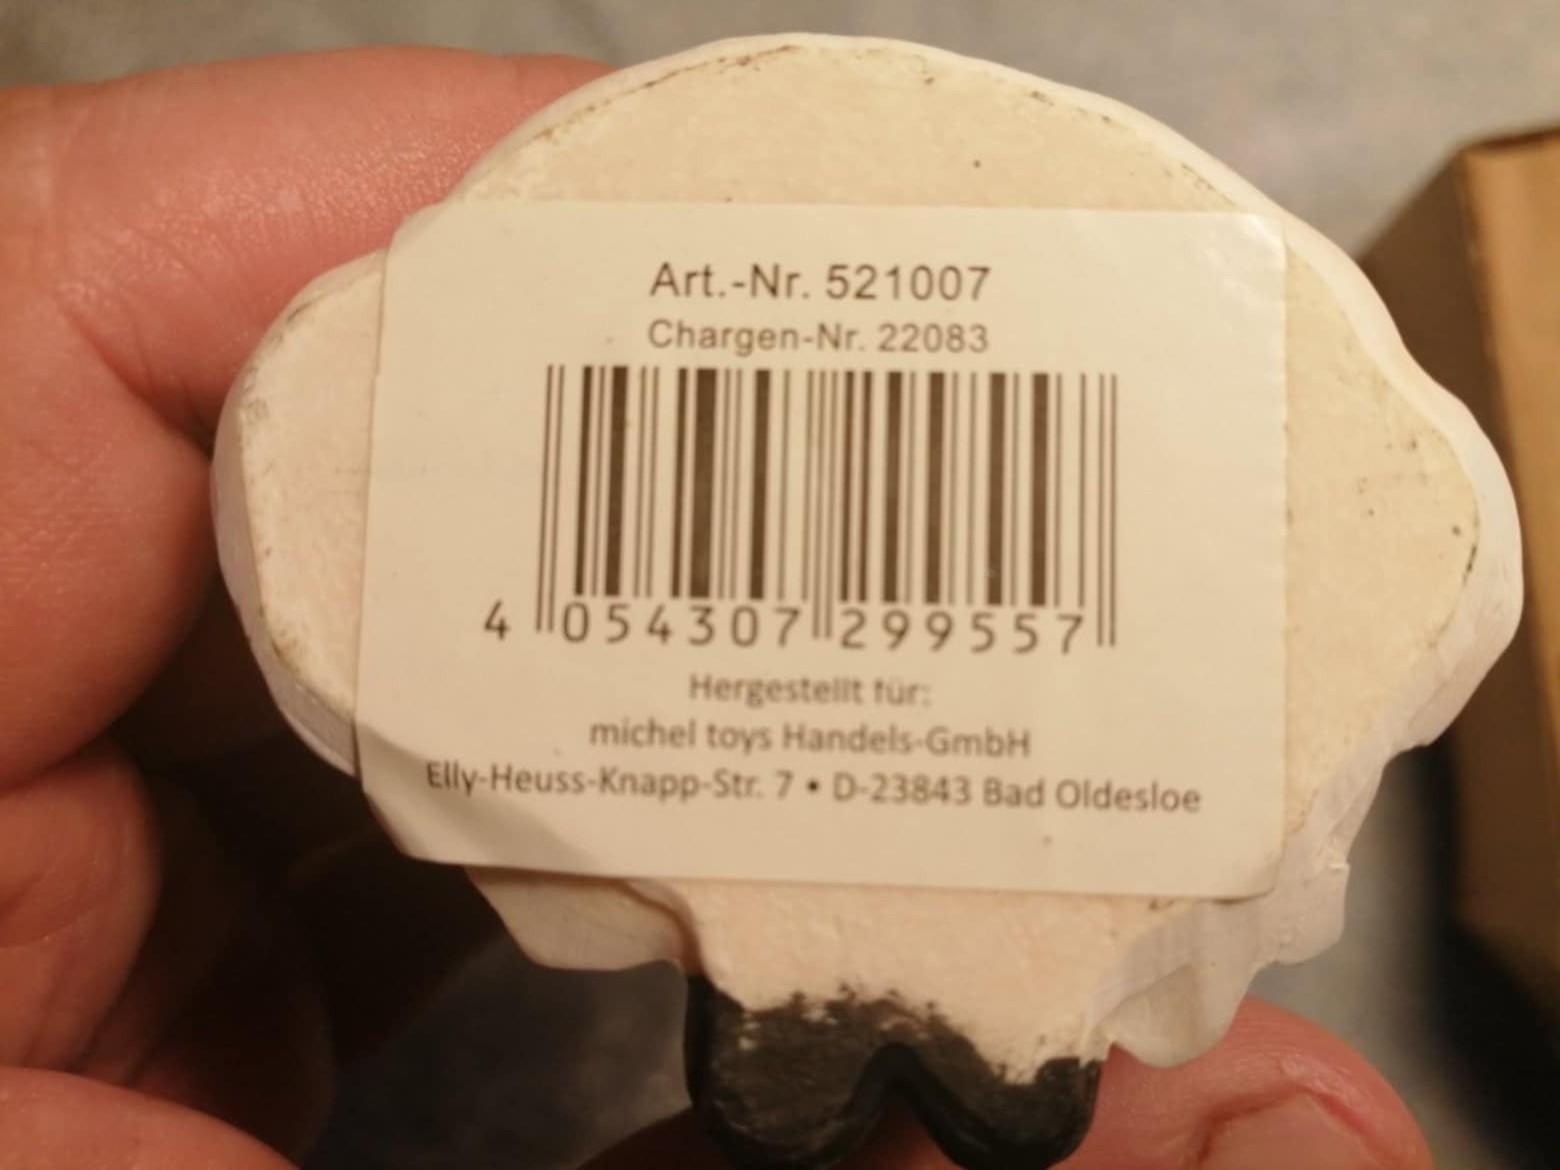 Art.-Nr. 521007
Chargen-Nr. 22083
4 054307 299557
Hergestellt für:
michel toys Handels-GmbH
Elly-Heuss-Knapp-Str. 7 • D-23843 Bad Oldesloe